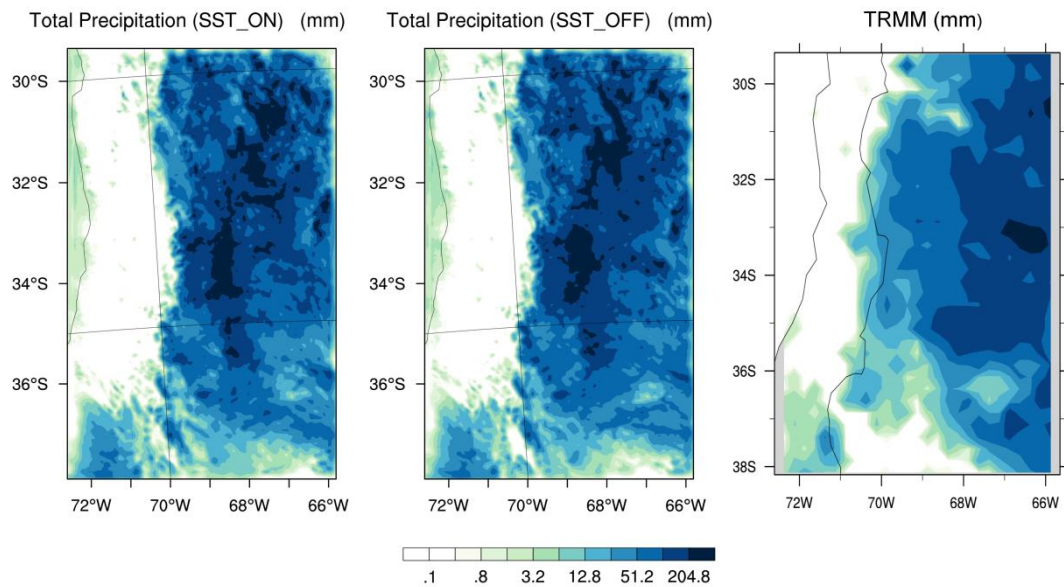 Total Precipitation (SST_ON) (mm)
Total Precipitation (SST_OFF) (mm)
TRMM (mm)
30°S
32°S
34°S
36°S
72°W 70°W 68°W 66°W
30°S
32°S
34°S
36°S
72°W 70°W 68°W 66°W
30S
32S
34S
36S
38S
72W 70W 68W 66W
.1 .8 3.2 12.8 51.2 204.8